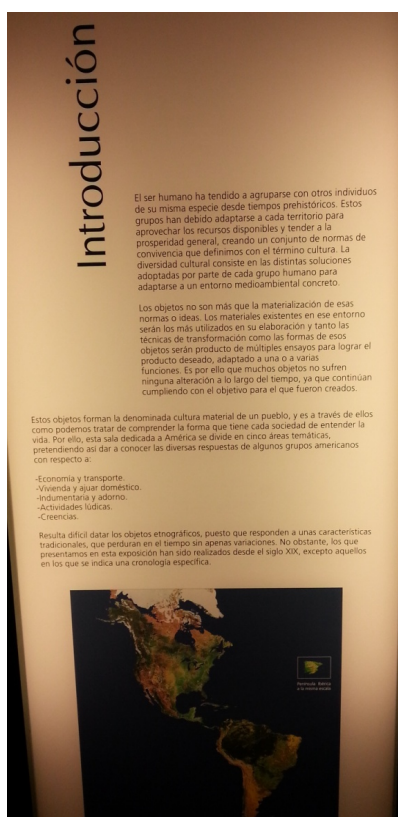 Introducción
El ser humano ha tendido a agruparse con otros individuos
de su misma especie desde tiempos prehistóricos. Estos
grupos han debido adaptarse a cada territorio para
aprovechar los recursos disponibles y tender a la
prosperidad general, creando un conjunto de normas de
convivencia que definimos con el término cultura. La
diversidad cultural consiste en las distintas soluciones
adoptadas por parte de cada grupo humano para
adaptarse a un entorno medioambiental concreto.
Los objetos no son más que la materialización de esas
normas o ideas. Los materiales existentes en ese entorno
serán los más utilizados en su elaboración y tanto las
técnicas de transformación como las formas de esos
objetos serán producto de múltiples ensayos para lograr el
producto deseado, adaptado a una o a varias
funciones. Es por ello que muchos objetos no sufren
ninguna alteración a lo largo del tiempo, ya que continúan
cumpliendo con el objetivo para el que fueron creados.
Estos objetos forman la denominada cultura material de un pueblo, y es a través de ellos
como podemos tratar de comprender la forma que tiene cada sociedad de entender la
vida. Por ello, esta sala dedicada a América se divide en cinco áreas temáticas,
pretendiendo así dar a conocer las diversas respuestas de algunos grupos americanos
con respecto a:
-Economía y transporte.
-Vivienda y ajuar doméstico.
-Indumentaria y adorno.
-Actividades lúdicas.
-Creencias.
Resulta difícil datar los objetos etnográficos, puesto que responden a unas características
tradicionales, que perduran en el tiempo sin apenas variaciones. No obstante, los que
presentamos en esta exposición han sido realizados desde el siglo XIX, excepto aquellos
en los que se indica una cronología específica.
Península Ibérica
a la misma escala